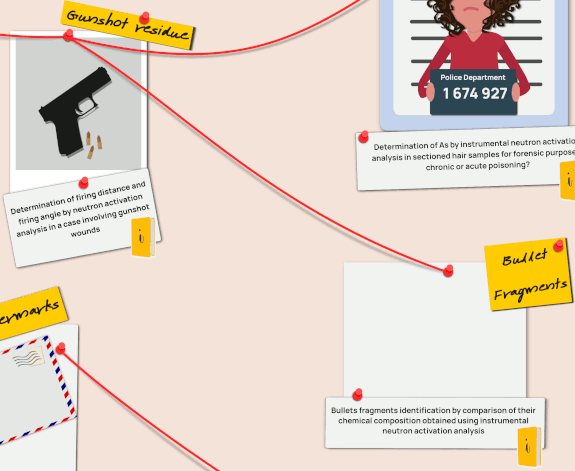 Gunshot residue
Police Department
1 674 927
Determination of As by instrumental neutron
analysis in sectioned hair samples for forensic
chronic or acute poisoning?
Determination of firing distance and
firing angle by neutron activation
analysis in a case involving gunshot
wounds
i
Bullet
Fragments
Bullets fragments identification by comparison of their
chemical composition obtained using instrumental
neutron activation analysis
i